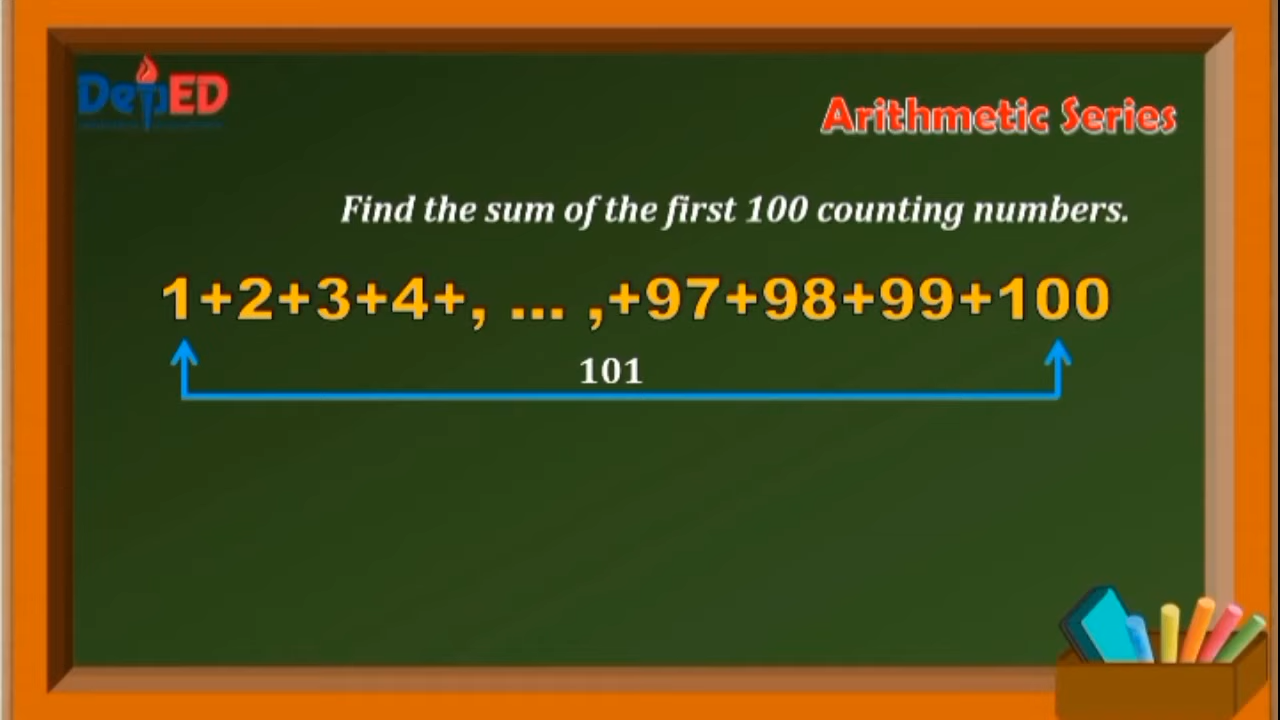 DepED
Arithmetic Series
Find the sum of the first 100 counting numbers.
1+2+3+4+, ... ,+97+98+99+100
101